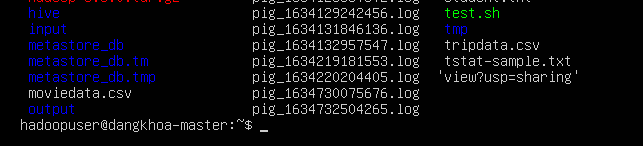 hive pig_1634129242456.log test.sh
input pig_1634131846136.log tmp
metastore_db pig_1634132957547.log tripdata.csv
metastore_db.tm pig_1634219181553.log tstat-sample.txt
metastore_db.tmp pig_1634220204405.log 'view?usp=sharing'
moviedata.csv pig_1634730075676.log
output pig_1634732504265.log
hadoopuser@dangkhoa-master:~$ _